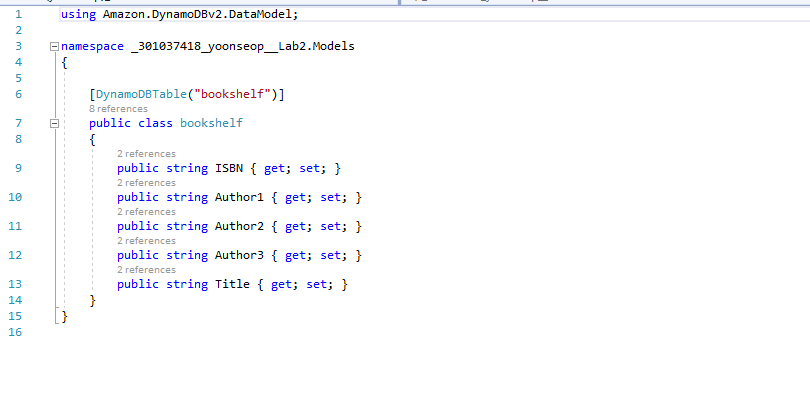 1 using Amazon.DynamoDBv2.DataModel;
2
3 namespace _301037418_yoonseop__Lab2.Models
4 {
5
6 [DynamoDBTable("bookshelf")]
8 references
7 public class bookshelf
8 {
2 references
9 public string ISBN { get; set; }
2 references
10 public string Author1 { get; set; }
2 references
11 public string Author2 { get; set; }
2 references
12 public string Author3 { get; set; }
2 references
13 public string Title { get; set; }
14 }
15 }
16